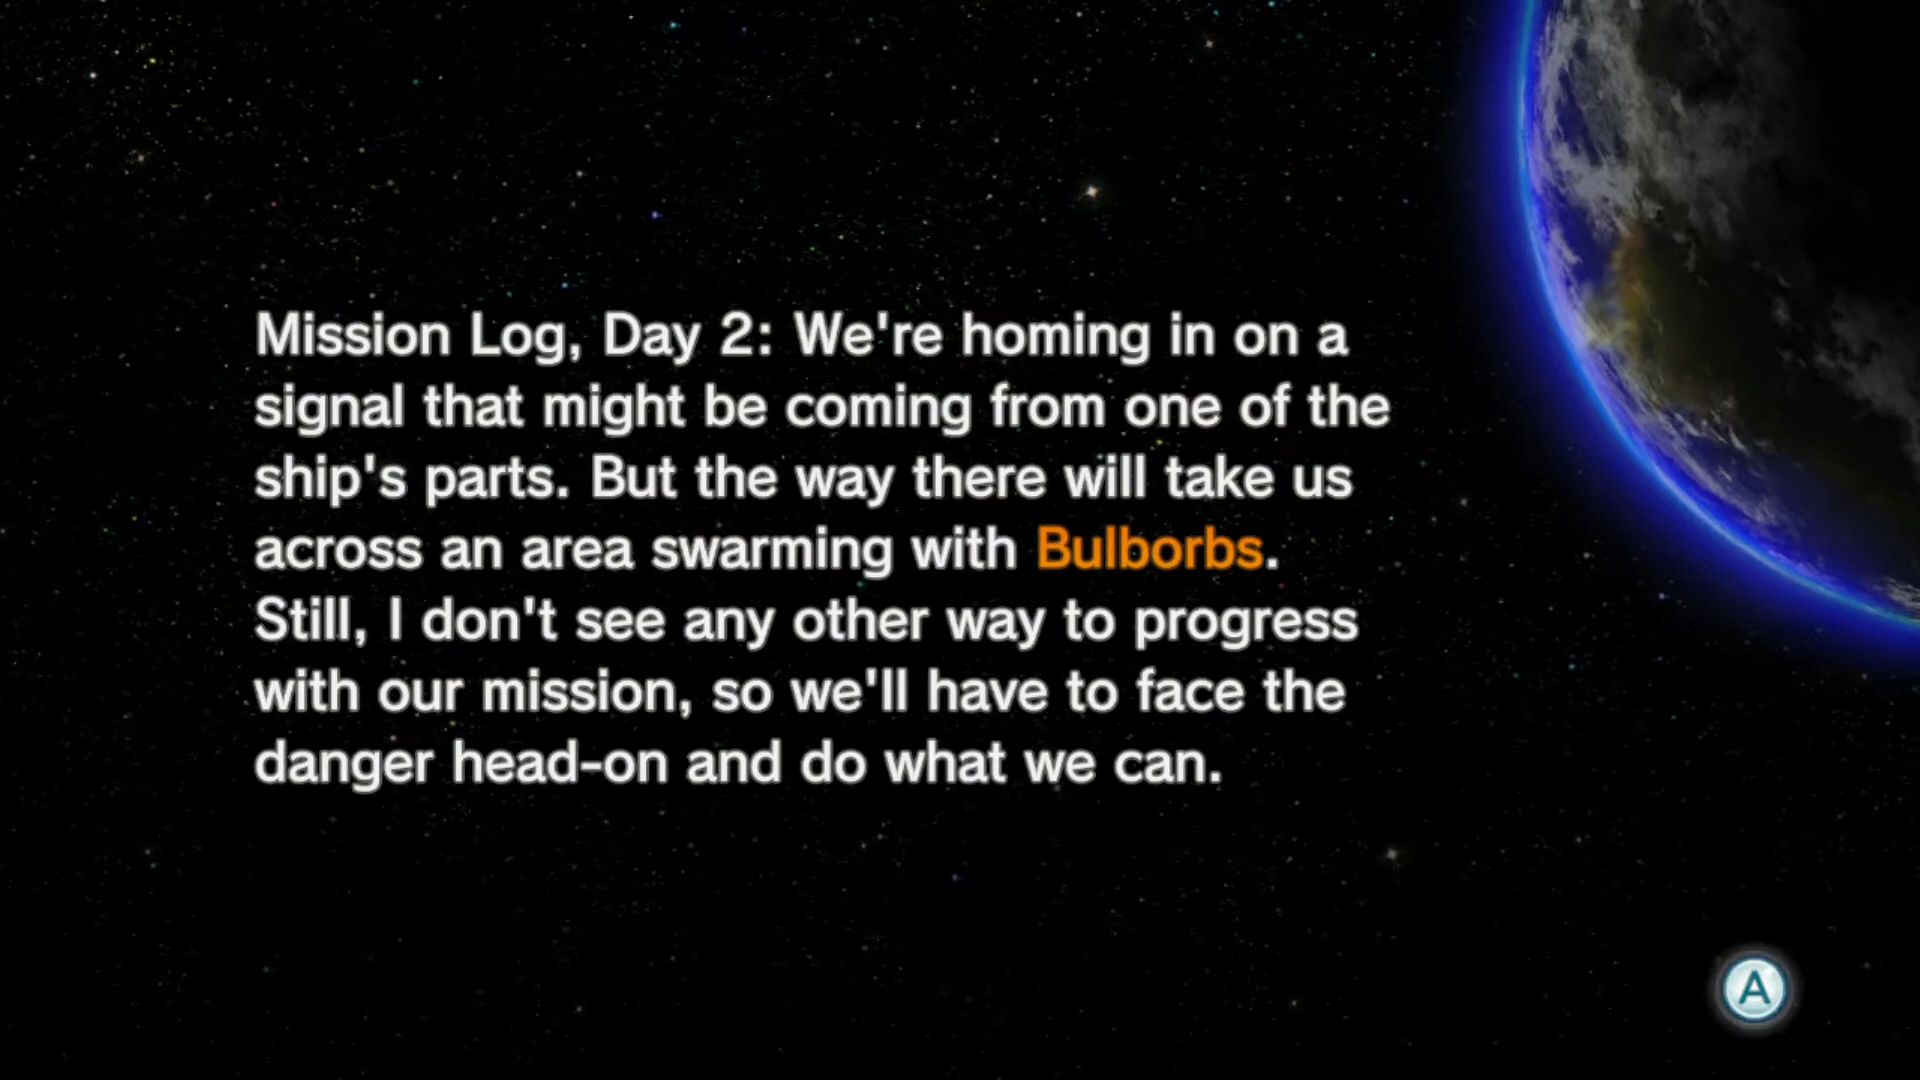 Mission Log, Day 2: We're homing in on a
signal that might be coming from one of the
ship's parts. But the way there will take us
across an area swarming with Bulborbs.
Still, I don't see any other way to progress
with our mission, so we'll have to face the
danger head-on and do what we can.
A